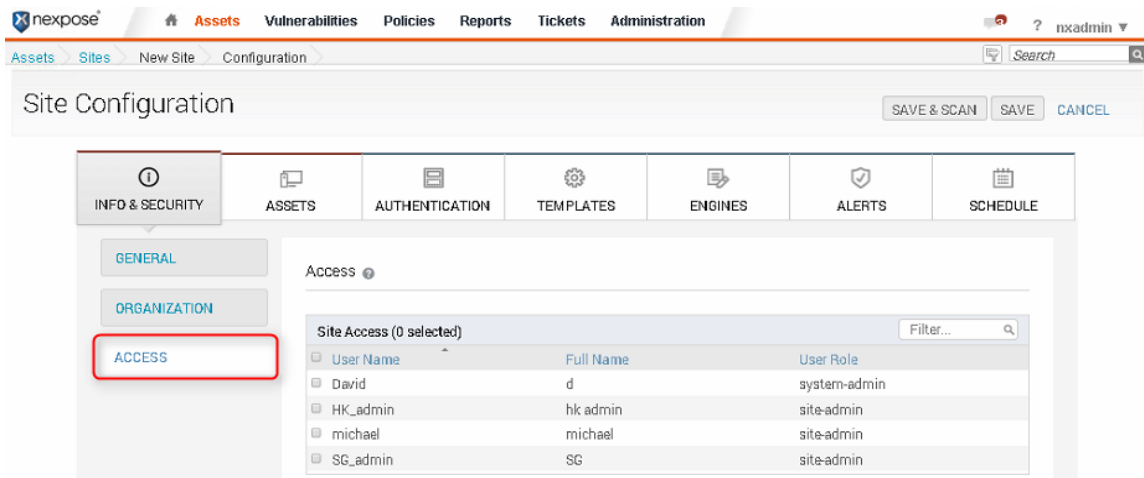 nexpose Assets Vulnerabilities Policies Reports Tickets Administration ? nxadmin
Assets Sites New Site Configuration Search
Site Configuration SAVE & SCAN SAVE CANCEL
INFO & SECURITY ASSETS AUTHENTICATION TEMPLATES ENGINES ALERTS SCHEDULE
GENERAL
Access
ORGANIZATION
Site Access (0 selected) Filter...
ACCESS
User Name Full Name User Role
David d system-admin
HK_admin hk admin site-admin
michael michael site-admin
SG_admin SG site-admin